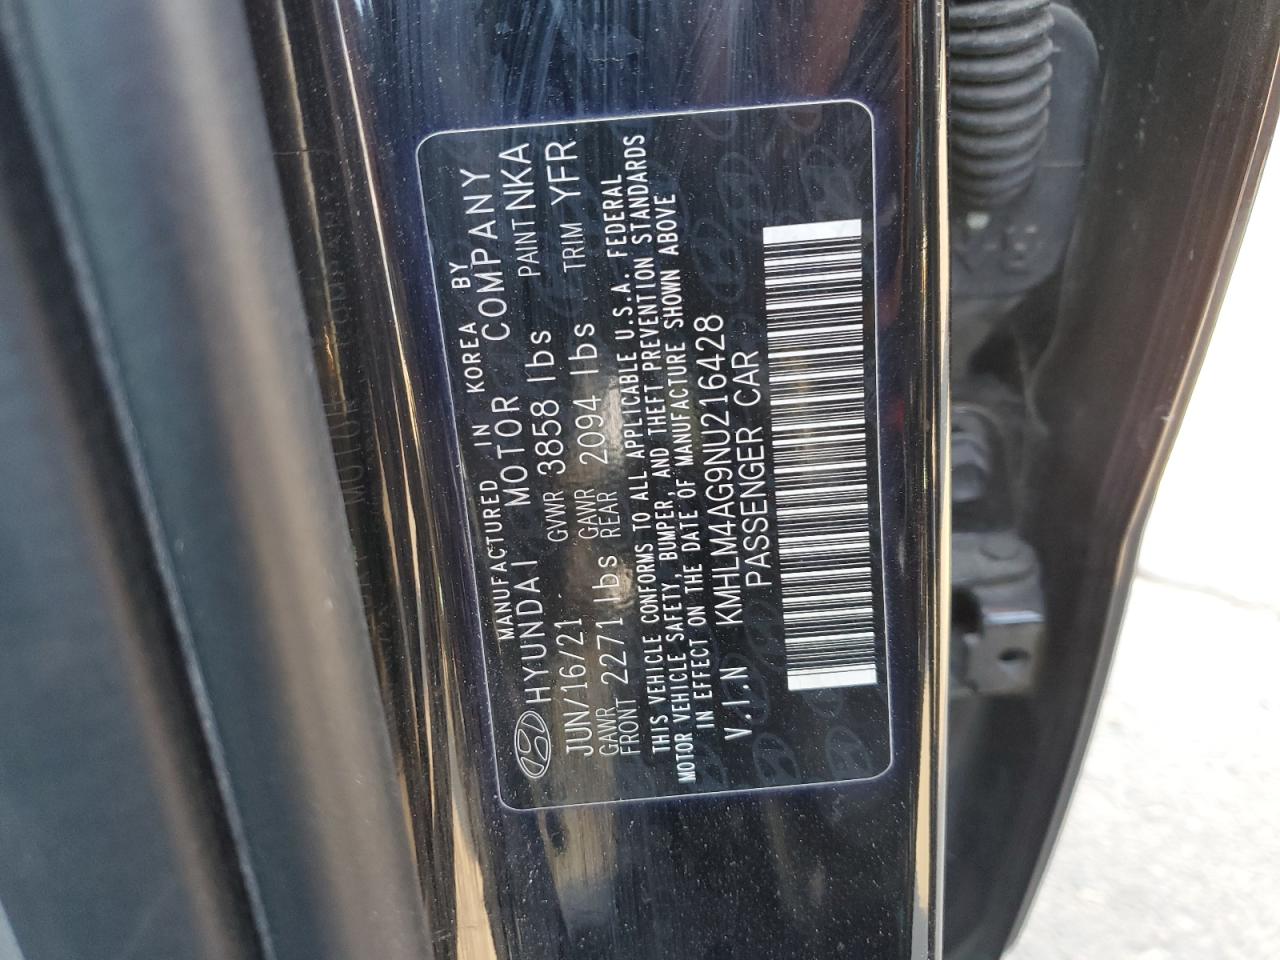 MANUFACTURED IN KOREA BY
HYUNDAI MOTOR COMPANY
JUN/16/21 GVWR 3858 lbs PAINT NKA
GAWR FRONT 2271 lbs GAWR REAR 2094 lbs TRIM YFR
THIS VEHICLE CONFORMS TO ALL APPLICABLE U.S.A. FEDERAL
MOTOR VEHICLE SAFETY, BUMPER, AND THEFT PREVENTION STANDARDS
IN EFFECT ON THE DATE OF MANUFACTURE SHOWN ABOVE
V.I.N KMHLM4AG9NU216428
PASSENGER CAR